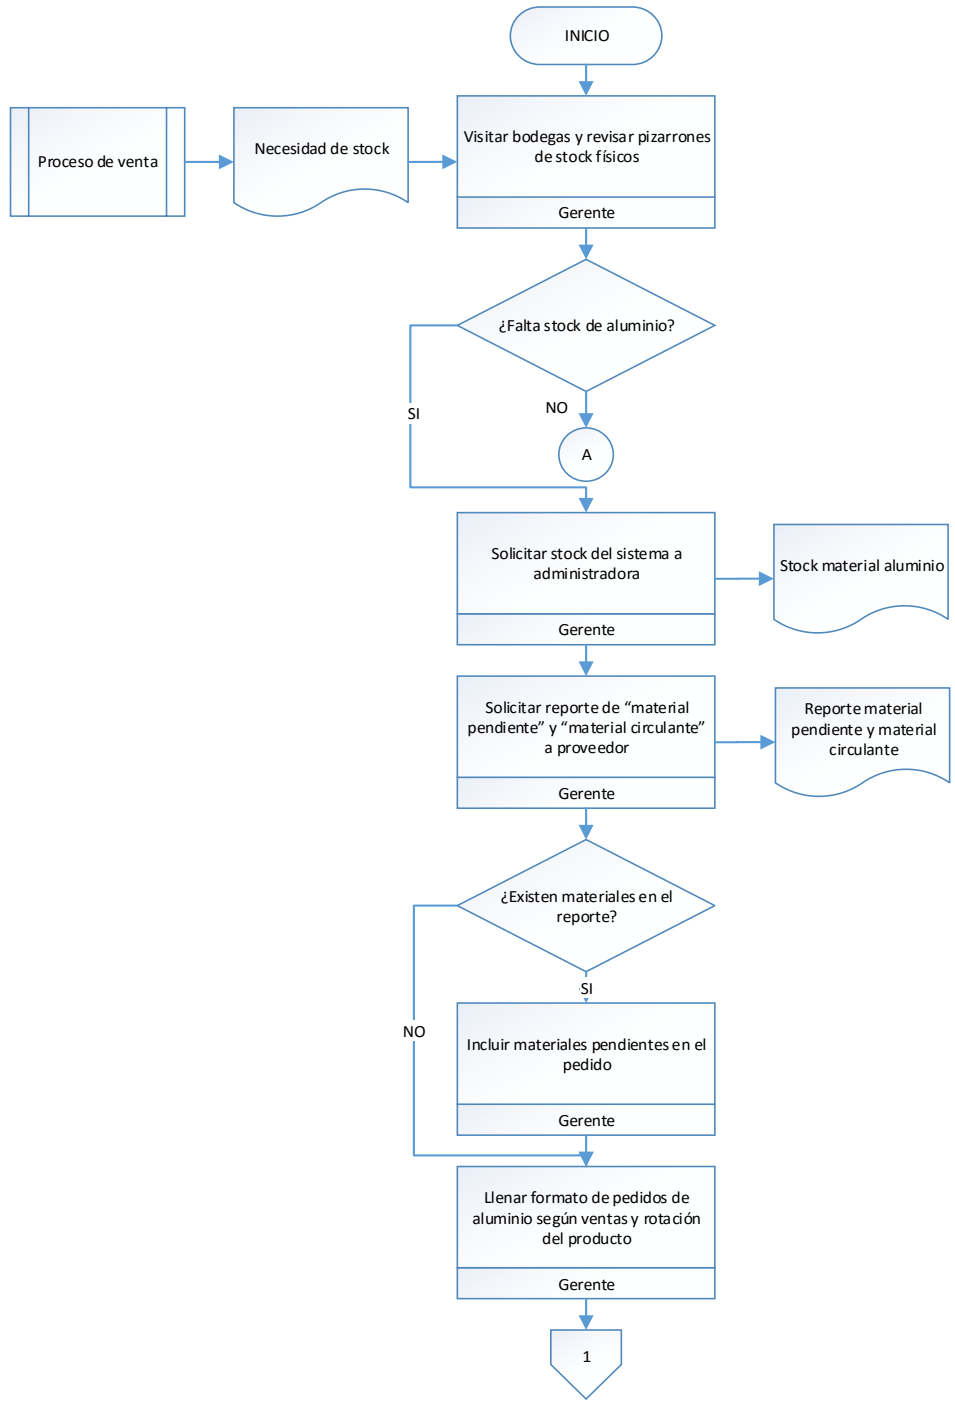 INICIO
Proceso de venta
Necesidad de stock
Visitar bodegas y revisar pizarrones
de stock físicos
Gerente
¿Falta stock de aluminio?
SI
NO
A
Solicitar stock del sistema a
administradora
Gerente
Stock material aluminio
Solicitar reporte de “material
pendiente” y “material circulante”
a proveedor
Gerente
Reporte material
pendiente y material
circulante
¿Existen materiales en el
reporte?
SI
NO
Incluir materiales pendientes en el
pedido
Gerente
Llenar formato de pedidos de
aluminio según ventas y rotación
del producto
Gerente
1